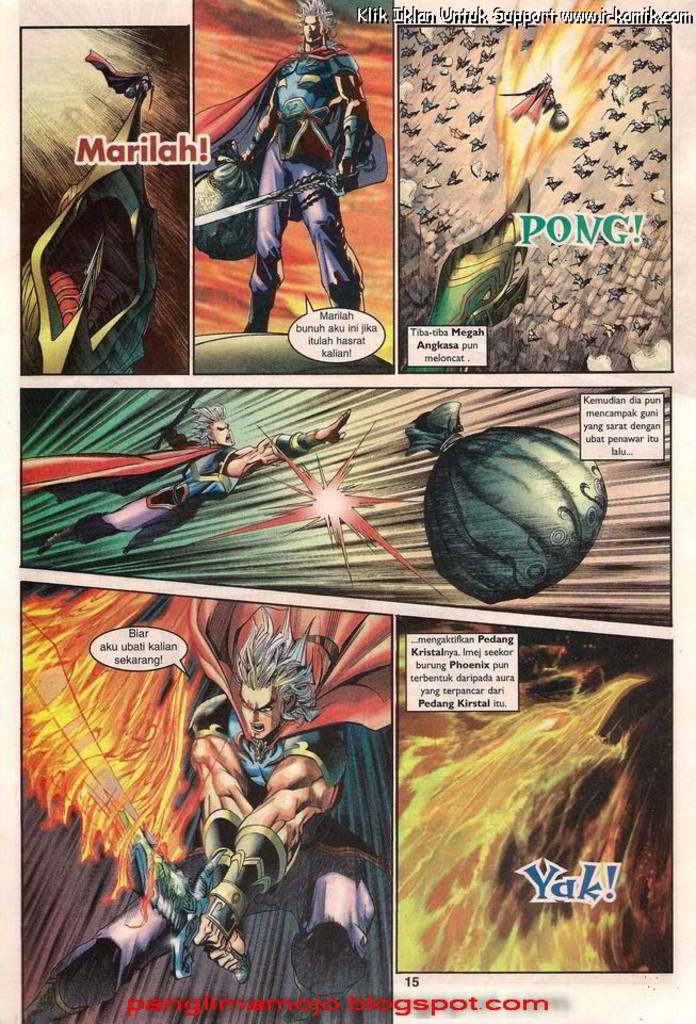 Klik Iklan Untuk Support www.ir-komik.com
Marilah!
Marilah
bunuh aku ini jika
itulah hasrat
kalian!
PONG!
Tiba-tiba Megah
Angkasa pun
meloncat .
Kemudian dia pun
mencampak guni
yang sarat dengan
ubat penawar itu
lalu...
Biar
aku ubati kalian
sekarang!
...mengaktifkan Pedang
Kristalnya. Imej seekor
burung Phoenix pun
terbentuk daripada aura
yang terpancar dari
Pedang Kirstal itu.
Yak!
15
panglimamojo.blogspot.com